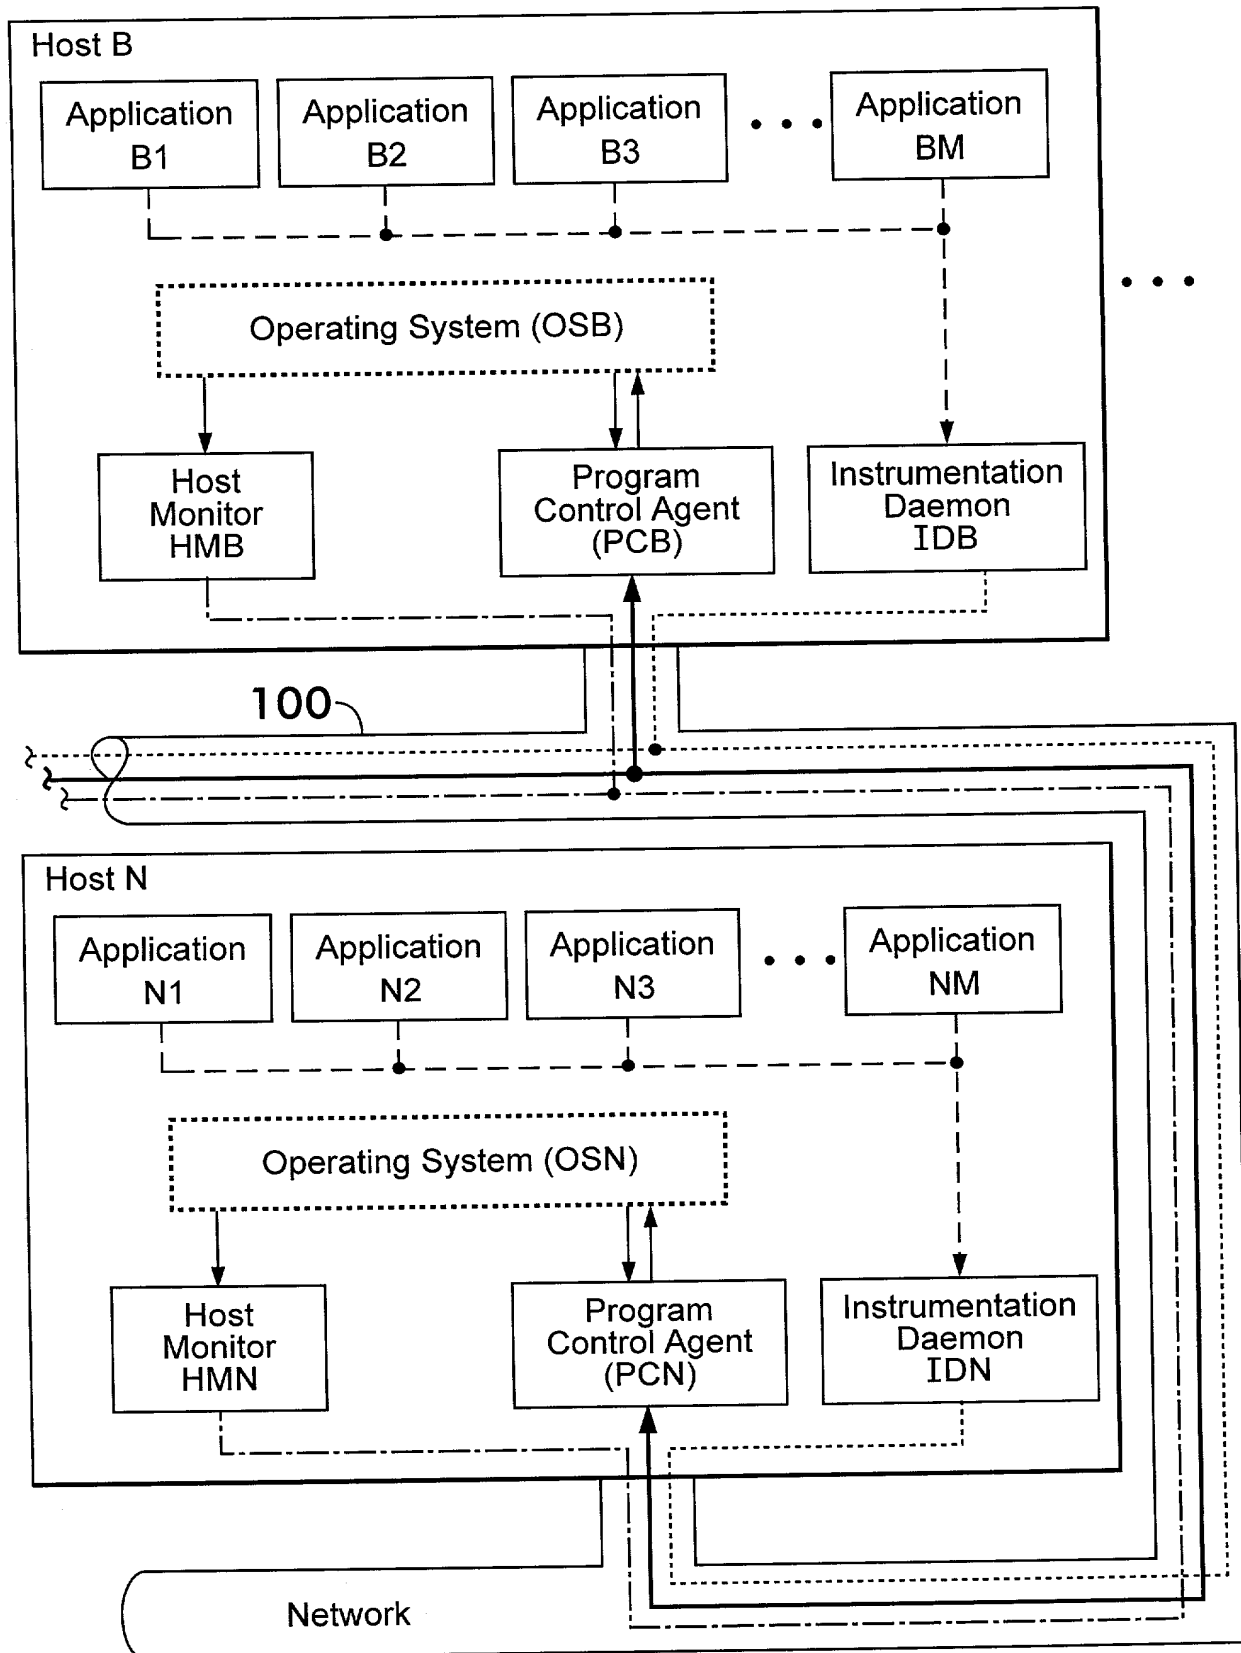 Host B
Application
B1
Application
B2
Application
B3
Application
BM
Operating System (OSB)
Host
Monitor
HMB
Program
Control Agent
(PCB)
Instrumentation
Daemon
IDB
100
Host N
Application
N1
Application
N2
Application
N3
Application
NM
Operating System (OSN)
Host
Monitor
HMN
Program
Control Agent
(PCN)
Instrumentation
Daemon
IDN
Network